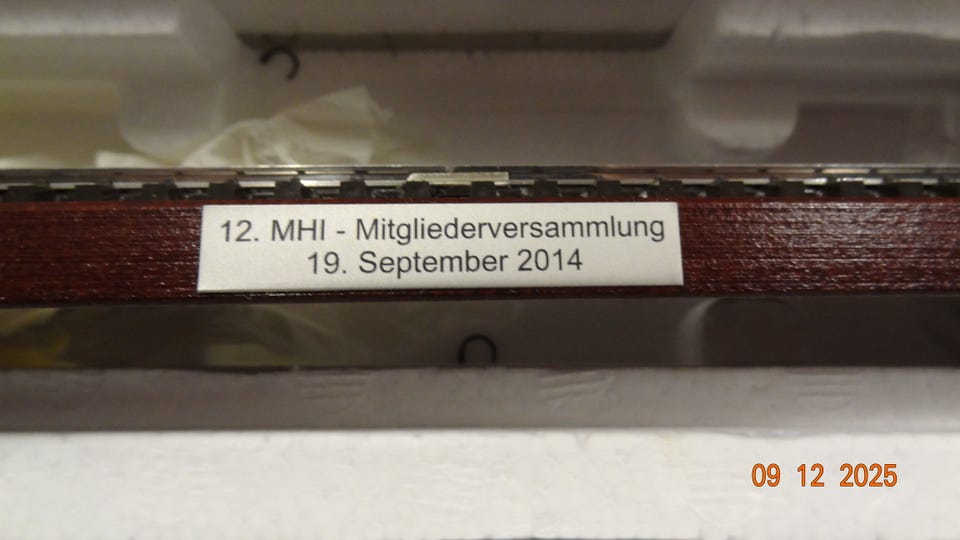 12. MHI - Mitgliederversammlung
19. September 2014
09 12 2025